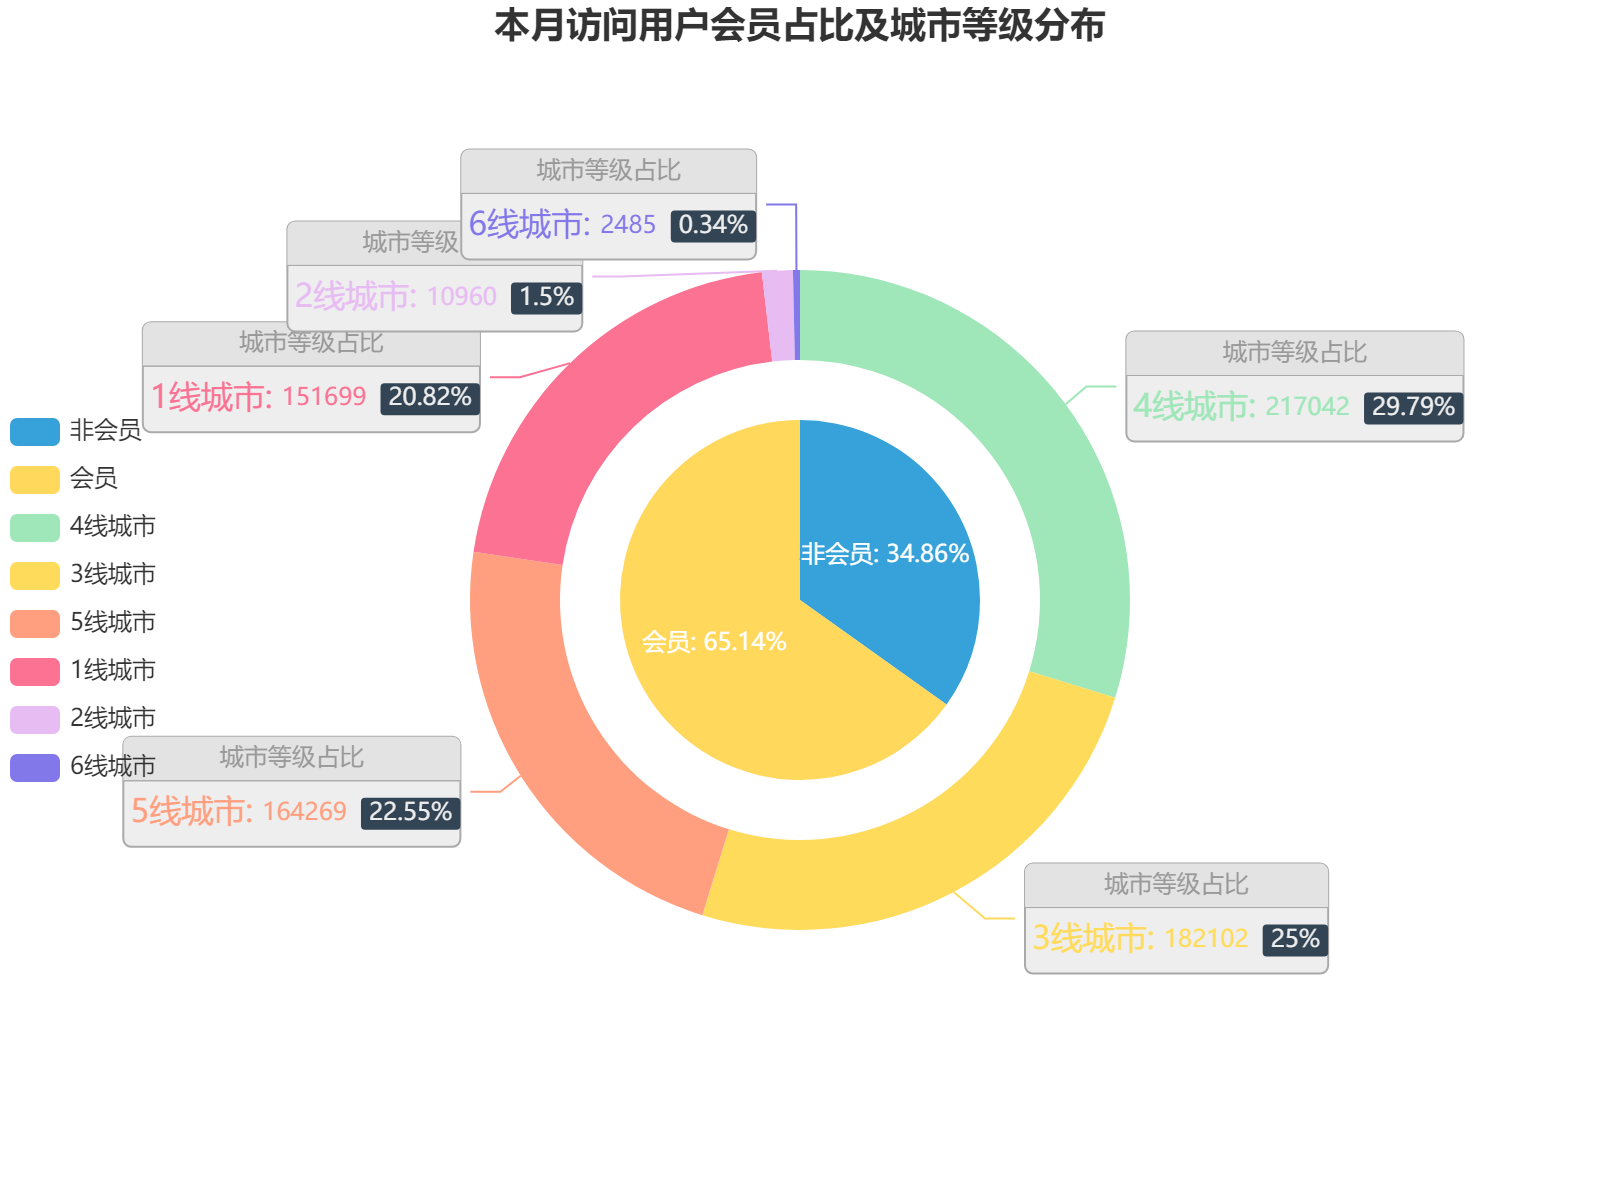 本月访问用户会员占比及城市等级分布
城市等级占比
6线城市: 2485 0.34%
城市等级
2线城市: 10960 1.5%
城市等级占比
1线城市: 151699 20.82%
城市等级占比
4线城市: 217042 29.79%
非会员
会员
4线城市
3线城市
5线城市
1线城市
2线城市
6线城市
非会员: 34.86%
会员: 65.14%
城市等级占比
5线城市: 164269 22.55%
城市等级占比
3线城市: 182102 25%